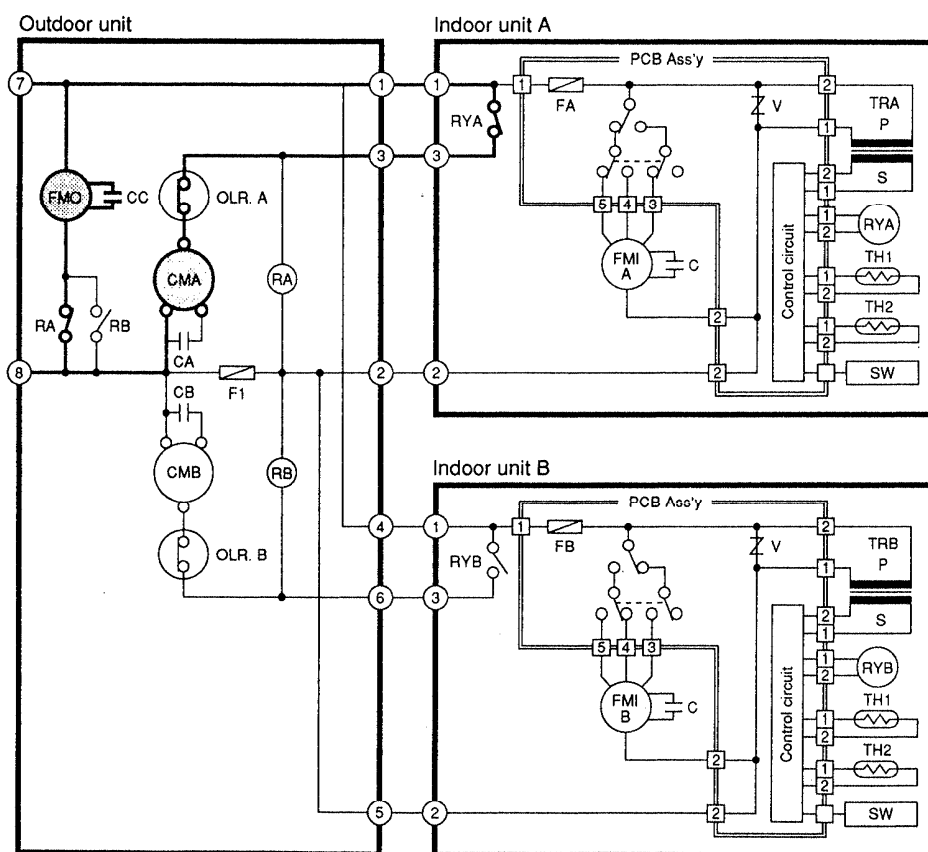 Outdoor unit
Indoor unit A
PCB Ass'y
7
1
1
1
FA
V
2
TRA
P
RYA
1
3
3
2
S
1
FMO
CC
OLR. A
5
4
3
1
RYA
2
Control circuit
CMA
RA
FMI
A
C
TH1
1
2
RA
RB
2
TH2
1
2
CA
8
F1
2
2
2
SW
CB
Indoor unit B
CMB
RB
PCB Ass'y
4
1
1
FB
V
2
TRB
P
OLR. B
RYB
1
6
3
2
S
1
5
4
3
1
RYB
2
Control circuit
FMI
B
C
TH1
1
2
2
TH2
1
2
5
2
2
SW